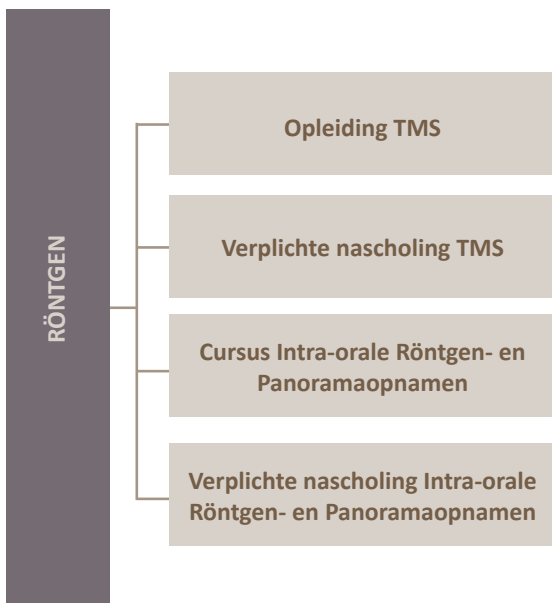 RÖNTGEN
Opleiding TMS
Verplichte nascholing TMS
Cursus Intra-orale Röntgen- en
Panoramaopnamen
Verplichte nascholing Intra-orale
Röntgen- en Panoramaopnamen